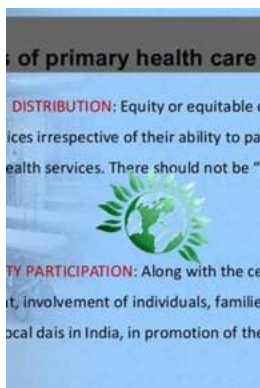 of primary health care
DISTRIBUTION: Equity or equitable
ices irrespective of their ability to pa
ealth services. There should not be "
TY PARTICIPATION: Along with the ce
t, involvement of individuals, familie
ocal dais in India, in promotion of the